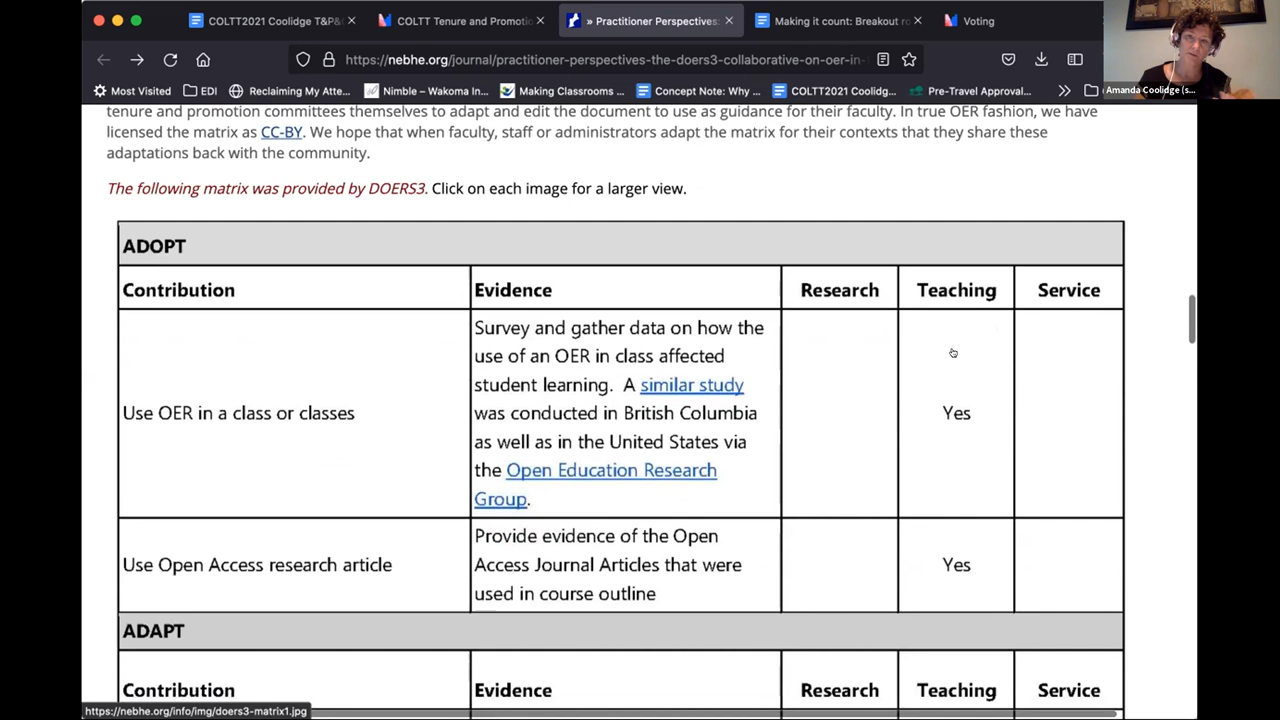 COLTT2021 Coolidge T&P&
COLTT Tenure and Promotio
» Practitioner Perspectives:
Making it count: Breakout ro
Voting
https://nebhe.org/journal/practitioner-perspectives-the-doers3-collaborative-on-oer-in-
Most Visited
EDI
Reclaiming My Atte...
Nimble – Wakoma In...
Making Classrooms ...
Concept Note: Why ...
COLTT2021 Coolidg...
Pre-Travel Approval...
Amanda Coolidge (s...
tenure and promotion committees themselves to adapt and edit the document to use as guidance for their faculty. In true OER fashion, we have
licensed the matrix as CC-BY. We hope that when faculty, staff or administrators adapt the matrix for their contexts that they share these
adaptations back with the community.
The following matrix was provided by DOERS3. Click on each image for a larger view.
ADOPT
Contribution Evidence Research Teaching Service
Use OER in a class or classes
Survey and gather data on how the
use of an OER in class affected
student learning. A similar study
was conducted in British Columbia
as well as in the United States via
the Open Education Research
Group.
Yes
Use Open Access research article
Provide evidence of the Open
Access Journal Articles that were
used in course outline
Yes
ADAPT
Contribution Evidence Research Teaching Service
https://nebhe.org/info/img/doers3-matrix1.jpg